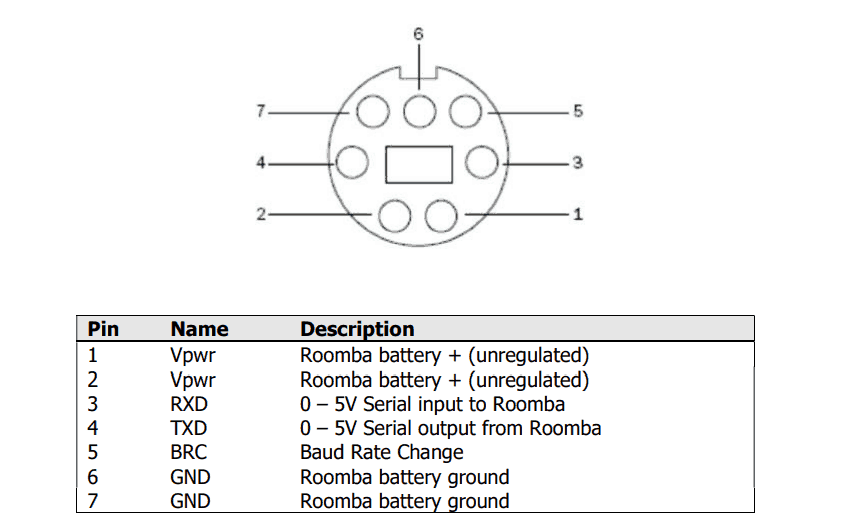 6
7 5
4 3
2 1
Pin Name Description
1 Vpwr Roomba battery + (unregulated)
2 Vpwr Roomba battery + (unregulated)
3 RXD 0 – 5V Serial input to Roomba
4 TXD 0 – 5V Serial output from Roomba
5 BRC Baud Rate Change
6 GND Roomba battery ground
7 GND Roomba battery ground